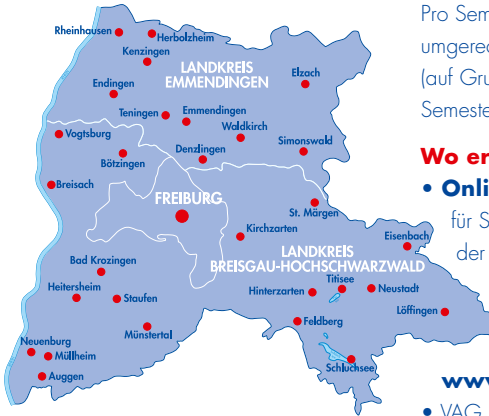 Rheinhausen
Herbolzheim
Kenzingen
LANDKREIS
EMMENDINGEN
Elzach
Endingen
Teningen
Emmendingen
Waldkirch
Vogtsburg
Denzlingen
Simonswald
Bötzingen
Breisach
FREIBURG
St. Märgen
Kirchzarten
Eisenbach
LANDKREIS
BREISGAU-HOCHSCHWARZWALD
Bad Krozingen
Titisee
Heitersheim
Staufen
Hinterzarten
Neustadt
Löffingen
Münstertal
Feldberg
Neuenburg
Müllheim
Schluchsee
Auggen
Pro Sem
umgerec
(auf Gru
Semeste
Wo er
• Onli
für S
der
www
• VAG